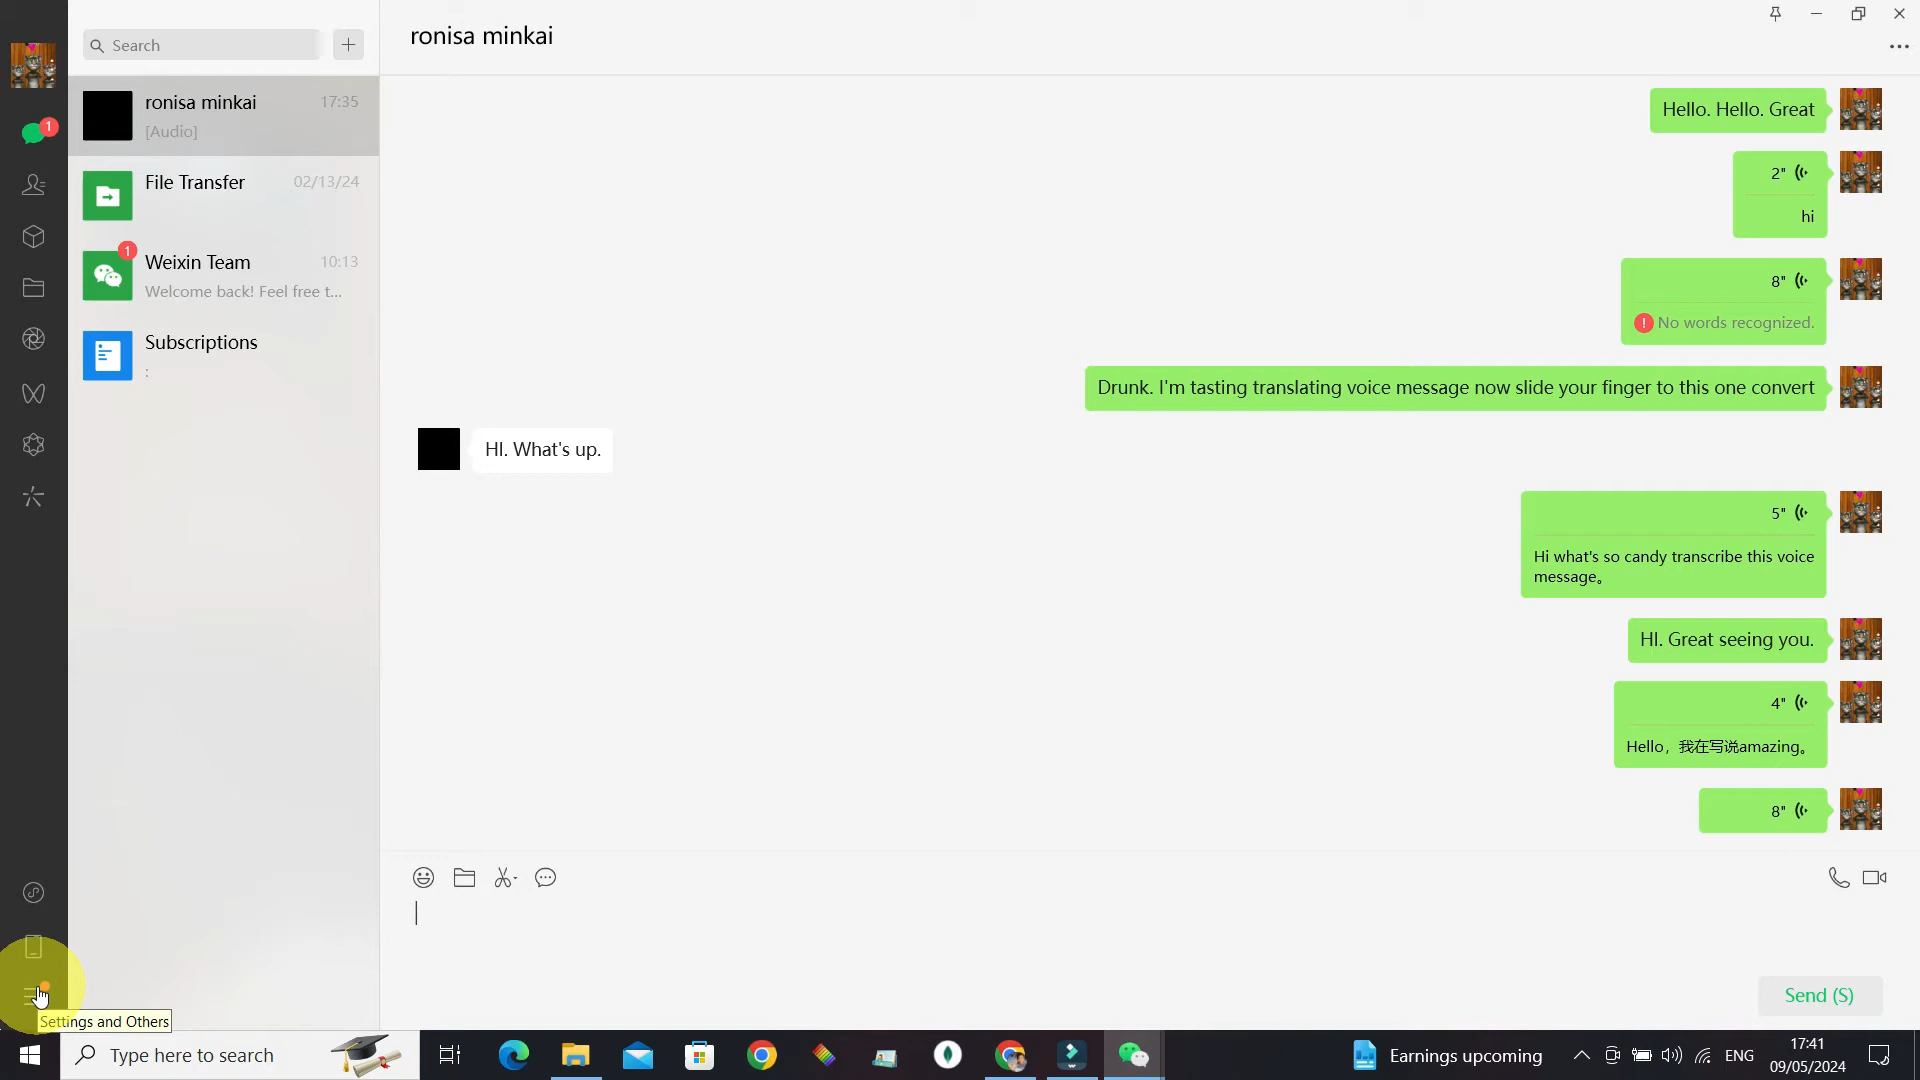 Search
ronisa minkai
17:35
[Audio]
File Transfer
02/13/24
1
1
Weixin Team
10:13
Welcome back! Feel free t...
Subscriptions
:
ronisa minkai
Hello. Hello. Great
2"
hi
8"
No words recognized.
Drunk. I'm tasting translating voice message now slide your finger to this one convert
HI. What's up.
5"
Hi what's so candy transcribe this voice
message。
HI. Great seeing you.
4"
Hello，我在写说amazing。
8"
Send (S)
Settings and Others
Type here to search
Earnings upcoming
ENG
17:41
09/05/2024